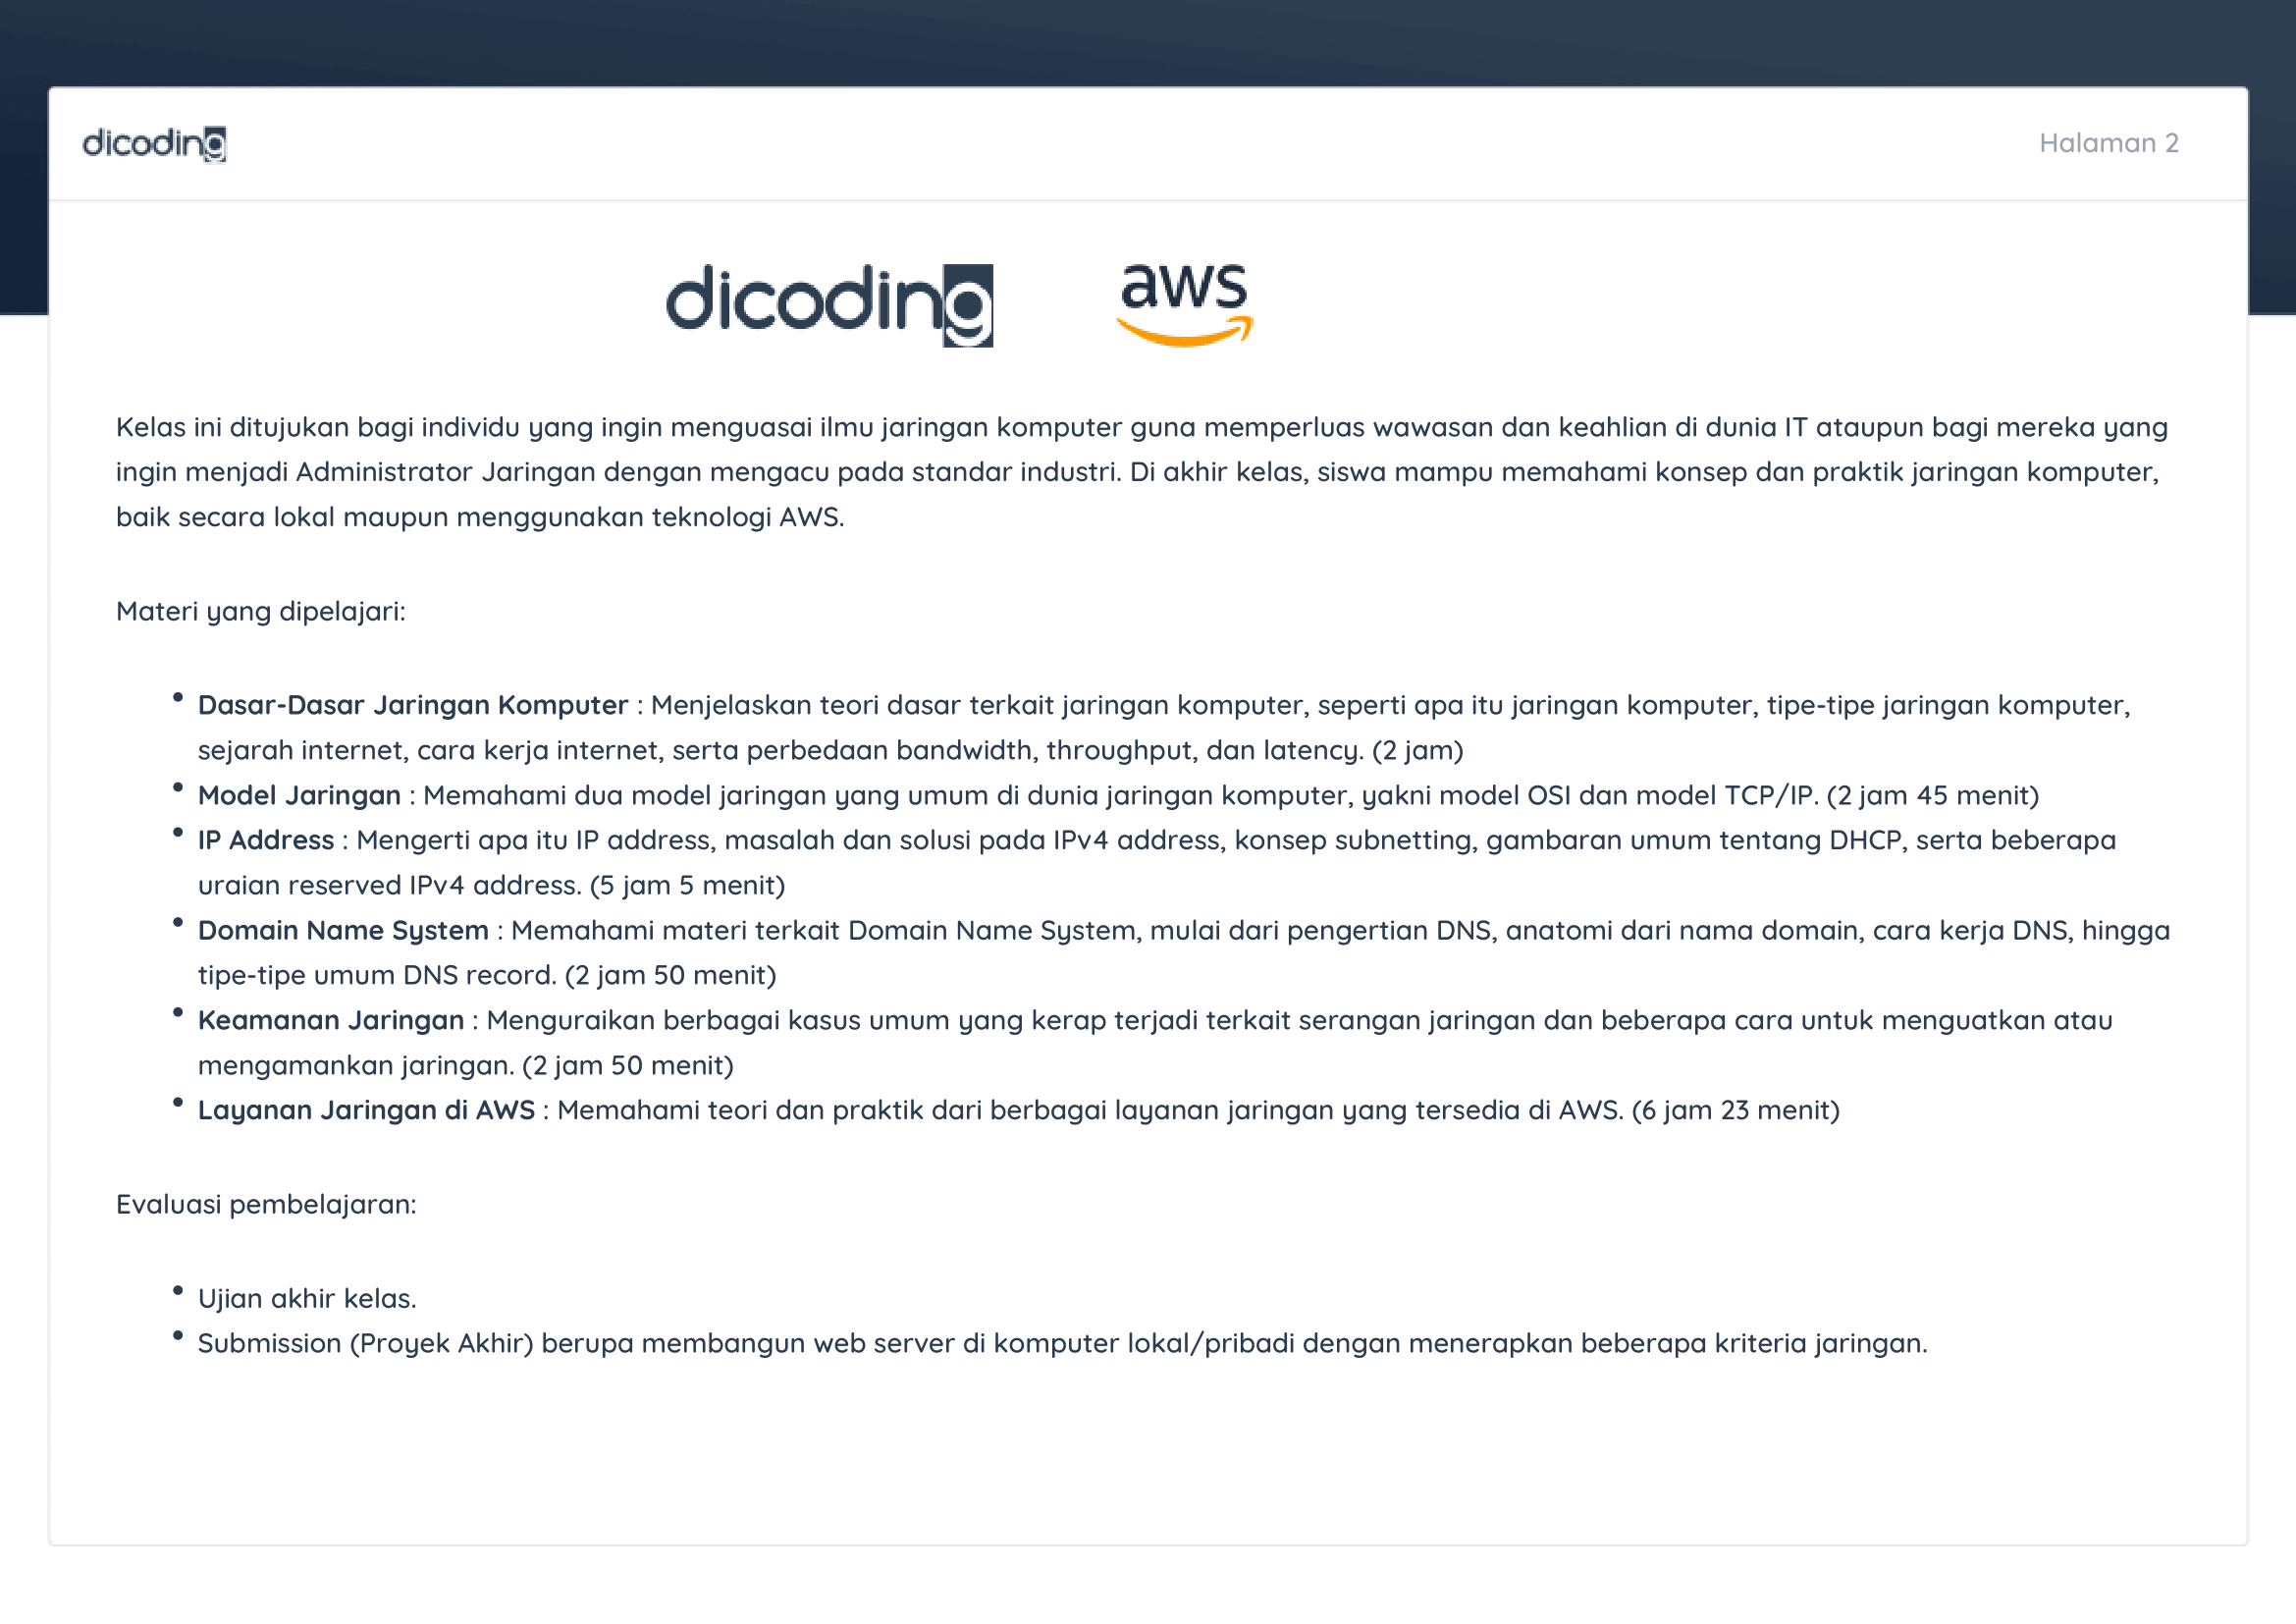 dicoding
Halaman 2
dicoding aws
Kelas ini ditujukan bagi individu yang ingin menguasai ilmu jaringan komputer guna memperluas wawasan dan keahlian di dunia IT ataupun bagi mereka yang
ingin menjadi Administrator Jaringan dengan mengacu pada standar industri. Di akhir kelas, siswa mampu memahami konsep dan praktik jaringan komputer,
baik secara lokal maupun menggunakan teknologi AWS.
Materi yang dipelajari:
• Dasar-Dasar Jaringan Komputer : Menjelaskan teori dasar terkait jaringan komputer, seperti apa itu jaringan komputer, tipe-tipe jaringan komputer,
sejarah internet, cara kerja internet, serta perbedaan bandwidth, throughput, dan latency. (2 jam)
• Model Jaringan : Memahami dua model jaringan yang umum di dunia jaringan komputer, yakni model OSI dan model TCP/IP. (2 jam 45 menit)
• IP Address : Mengerti apa itu IP address, masalah dan solusi pada IPv4 address, konsep subnetting, gambaran umum tentang DHCP, serta beberapa
uraian reserved IPv4 address. (5 jam 5 menit)
• Domain Name System : Memahami materi terkait Domain Name System, mulai dari pengertian DNS, anatomi dari nama domain, cara kerja DNS, hingga
tipe-tipe umum DNS record. (2 jam 50 menit)
• Keamanan Jaringan : Menguraikan berbagai kasus umum yang kerap terjadi terkait serangan jaringan dan beberapa cara untuk menguatkan atau
mengamankan jaringan. (2 jam 50 menit)
• Layanan Jaringan di AWS : Memahami teori dan praktik dari berbagai layanan jaringan yang tersedia di AWS. (6 jam 23 menit)
Evaluasi pembelajaran:
• Ujian akhir kelas.
• Submission (Proyek Akhir) berupa membangun web server di komputer lokal/pribadi dengan menerapkan beberapa kriteria jaringan.